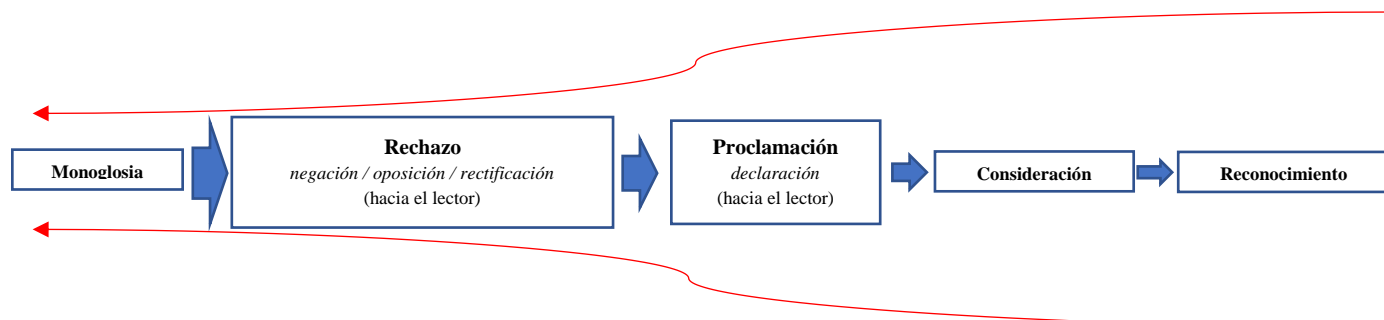 Monoglosia
Rechazo
negación / oposición / rectificación
(hacia el lector)
Proclamación
declaración
(hacia el lector)
Consideración
Reconocimiento